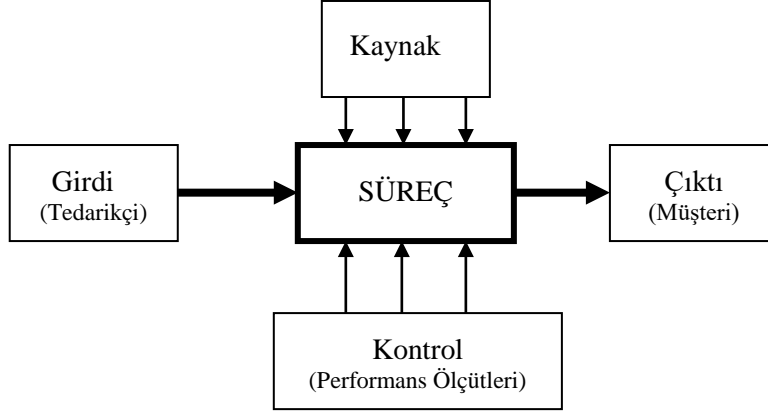 Kaynak
Girdi
(Tedarikçi)
SÜREÇ
Çıktı
(Müşteri)
Kontrol
(Performans Ölçütleri)